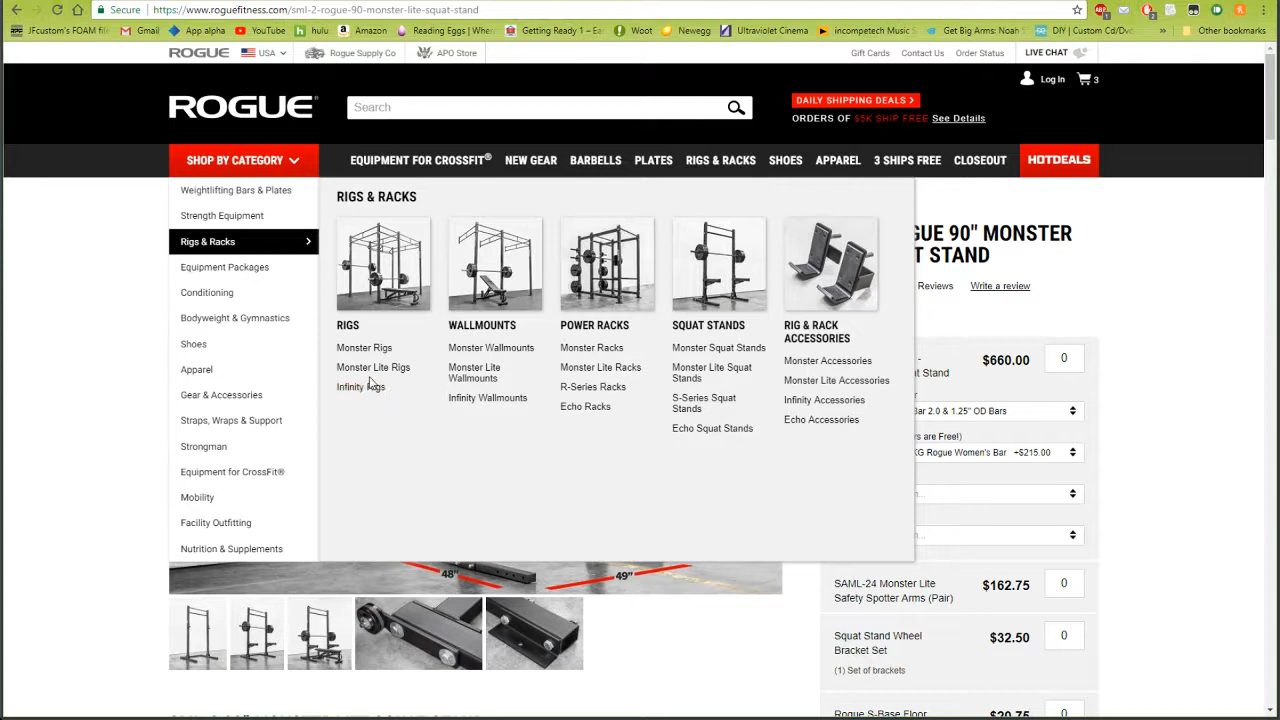 Secure
https://www.roguefitness.com/sml-2-rogue-90-monster-lite-squat-stand
JFcustom's FOAM file
Gmail
App alpha
YouTube
hulu
Amazon
Reading Eggs | Where
Getting Ready 1 – Ea
Woot
Newegg
Ultraviolet Cinema
incompetech
Get Big Arms: Noah S
DIY | Custom Cd/Dvd
Other bookmarks
ROGUE
USA
Rogue Supply Co
APO Store
Gift Cards
Contact Us
Order Status
LIVE CHAT
Log In
3
ROGUE
Search
DAILY SHIPPING DEALS >
ORDERS OF $5K SHIP FREE See Details
SHOP BY CATEGORY
EQUIPMENT FOR CROSSFIT®
NEW GEAR
BARBELLS
PLATES
RIGS & RACKS
SHOES
APPAREL
3 SHIPS FREE
CLOSEOUT
HOTDEALS
Weightlifting Bars & Plates
Strength Equipment
Rigs & Racks
Equipment Packages
Conditioning
Bodyweight & Gymnastics
Shoes
Apparel
Gear & Accessories
Straps, Wraps & Support
Strongman
Equipment for CrossFit®
Mobility
Facility Outfitting
Nutrition & Supplements
RIGS & RACKS
RIGS
Monster Rigs
Monster Lite Rigs
Infinity Rigs
WALLMOUNTS
Monster Wallmounts
Monster Lite
Wallmounts
Infinity Wallmounts
POWER RACKS
Monster Racks
Monster Lite Racks
R-Series Racks
Echo Racks
SQUAT STANDS
Monster Squat Stands
Monster Lite Squat
Stands
S-Series Squat
Stands
Echo Squat Stands
RIG & RACK
ACCESSORIES
Monster Accessories
Monster Lite Accessories
Infinity Accessories
Echo Accessories
GUE 90" MONSTER
T STAND
Reviews
Write a review
Stand
$660.00
0
Bar 2.0 & 1.25" OD Bars
rs are Free!)
KG Rogue Women's Bar +$215.00
SAML-24 Monster Lite
Safety Spotter Arms (Pair)
$162.75
0
Squat Stand Wheel
Bracket Set
$32.50
0
(1) Set of brackets
Rogue S-Base Floor
$20.75
0
48"
49"